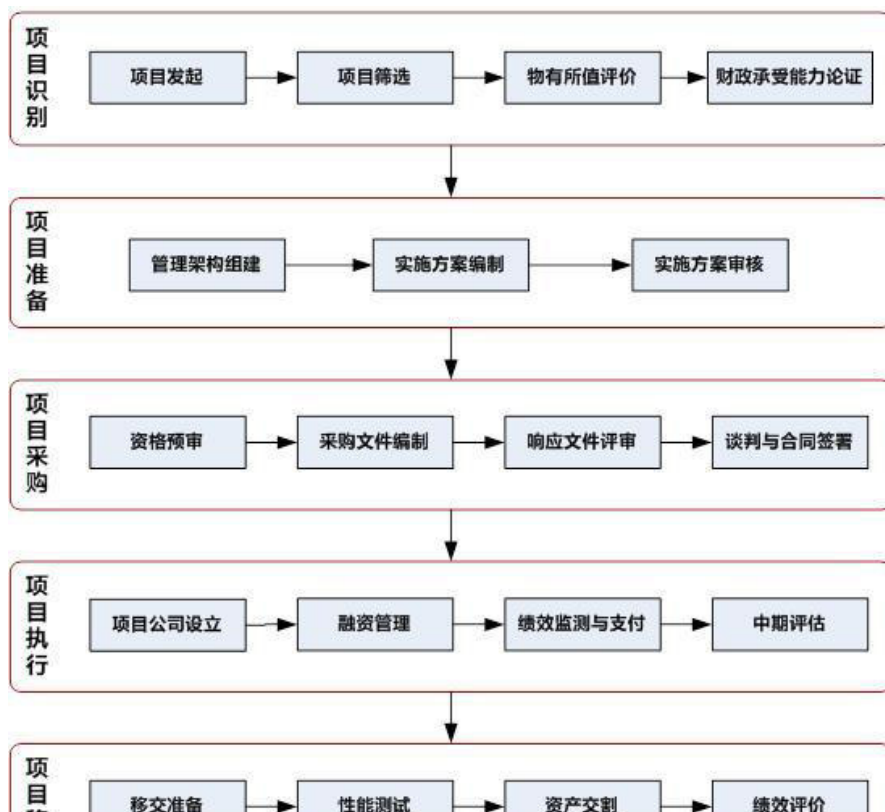 项目识别
项目发起
项目筛选
物有所值评价
财政承受能力论证
项目准备
管理架构组建
实施方案编制
实施方案审核
项目采购
资格预审
采购文件编制
响应文件评审
谈判与合同签署
项目执行
项目公司设立
融资管理
绩效监测与支付
中期评估
项目
移交准备
性能测试
资产交割
绩效评价